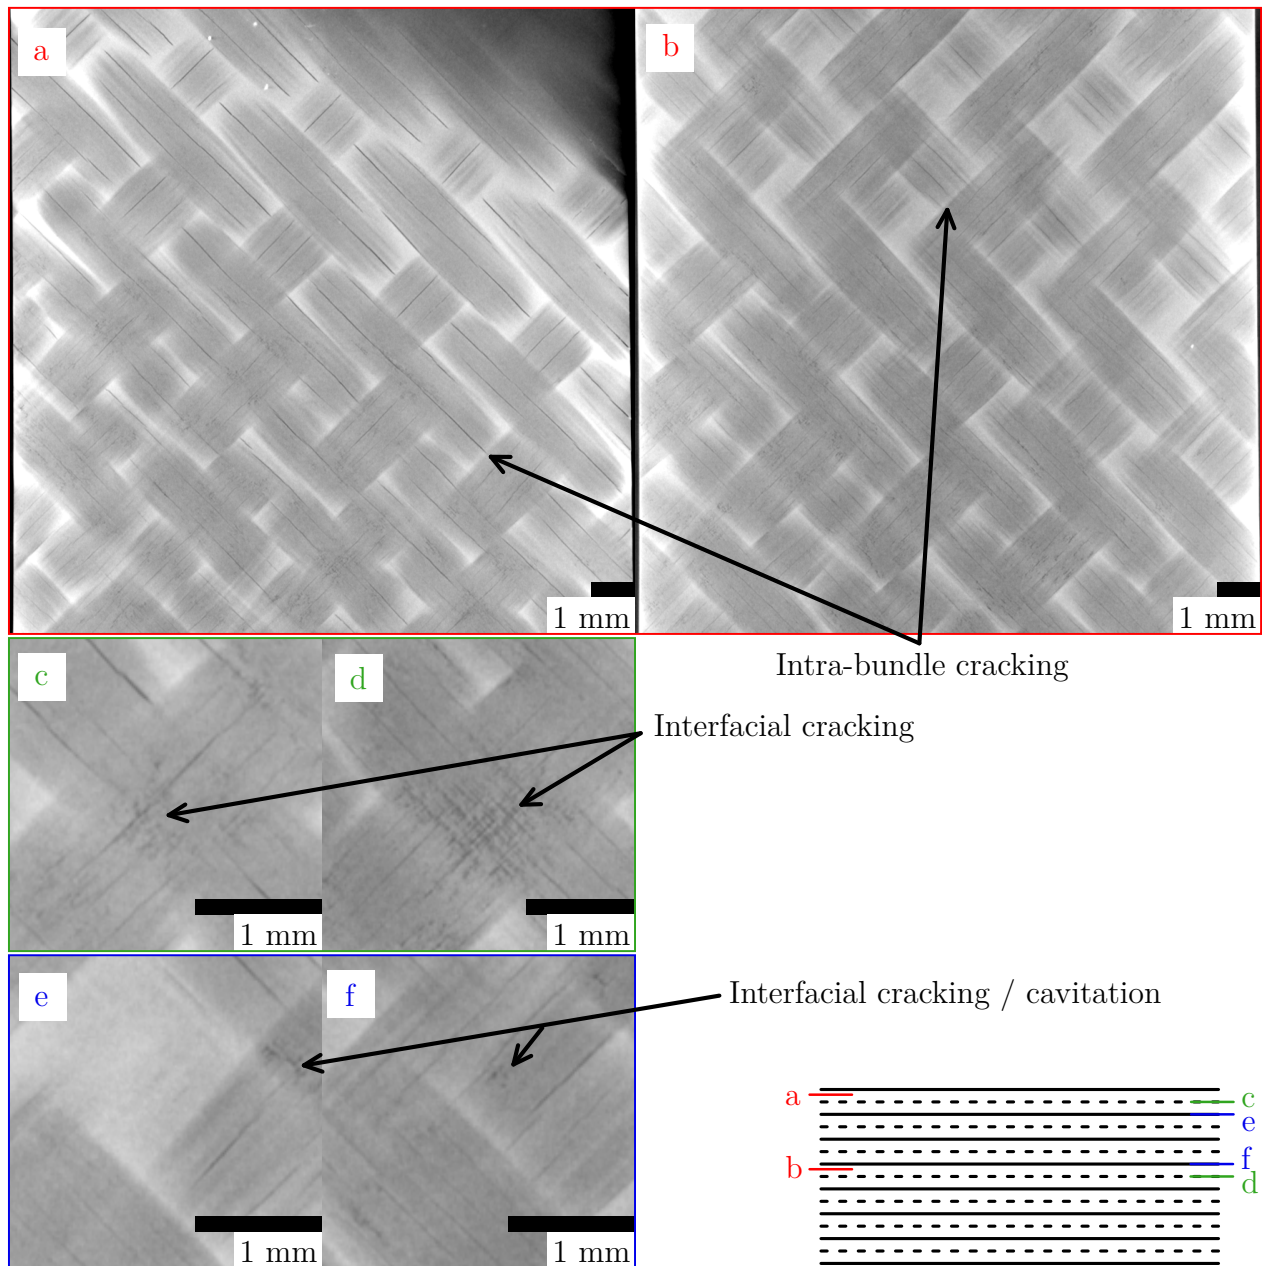 a
b
1 mm
1 mm
Intra-bundle cracking
c
d
Interfacial cracking
1 mm
1 mm
e
f
Interfacial cracking / cavitation
a
c
e
b
f
d
1 mm
1 mm